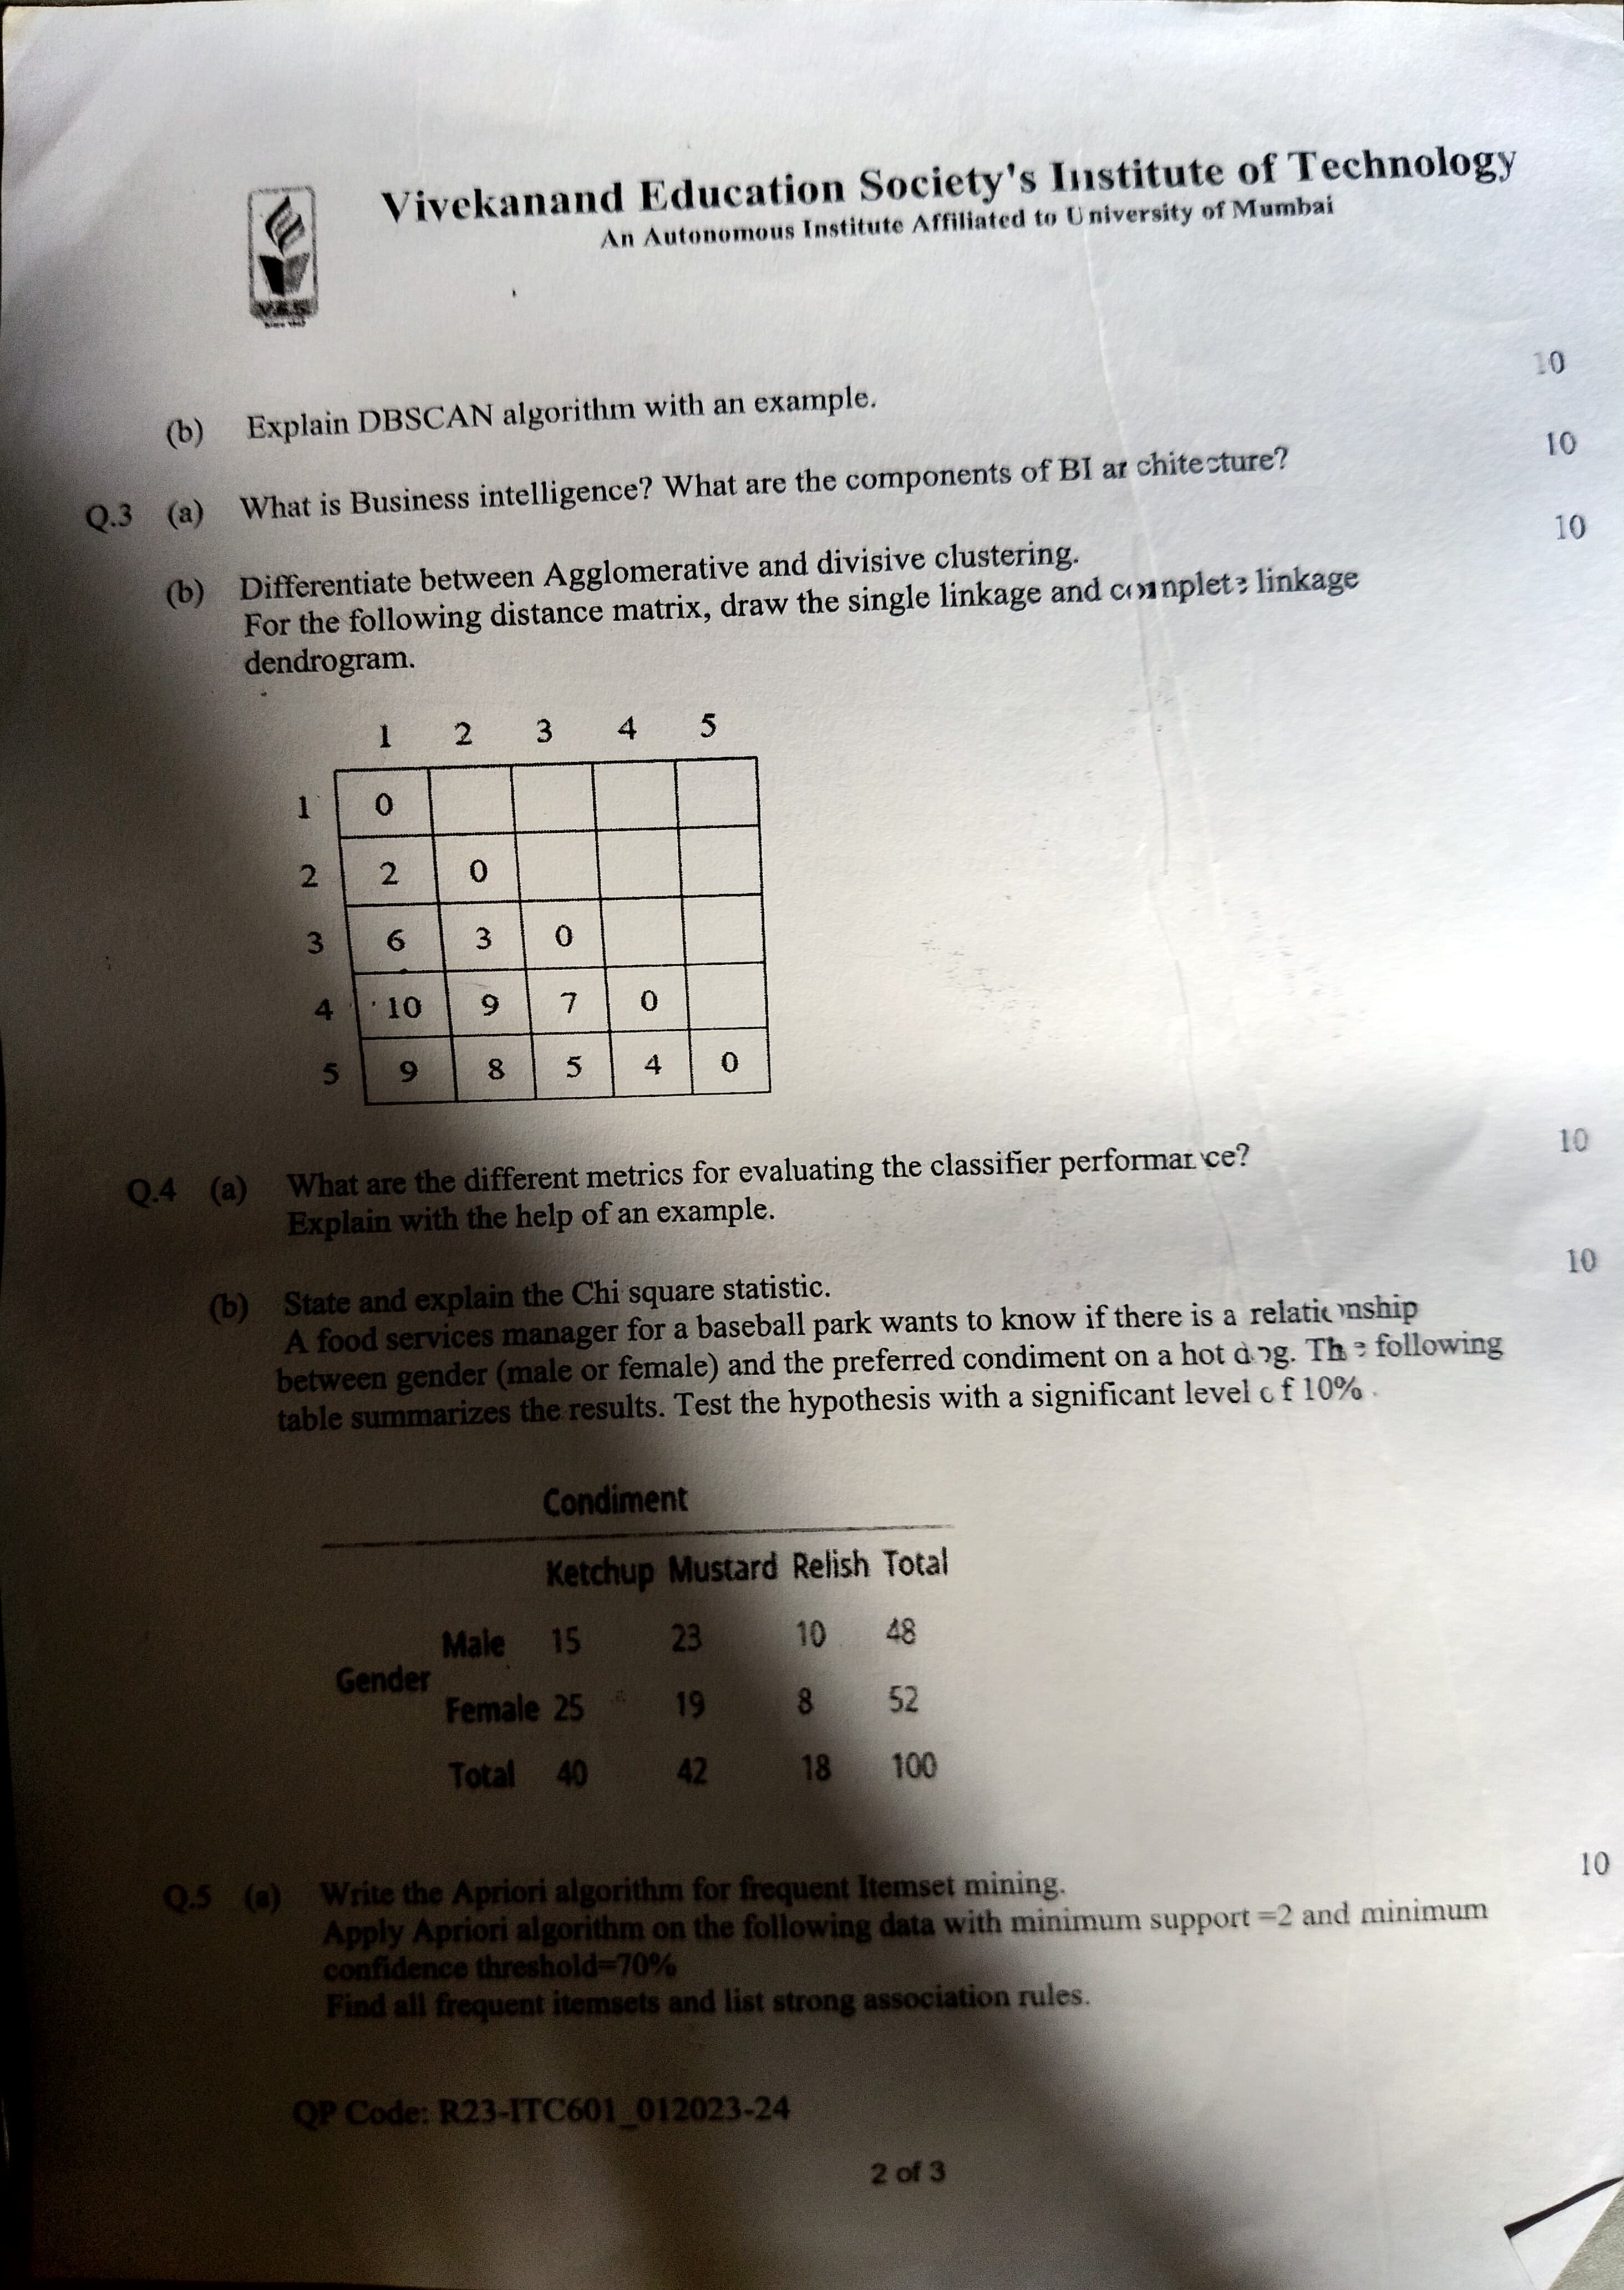 Vivekanand Education Society's Institute of Technology
An Autonomous Institute Affiliated to University of Mumbai
V.E.S.
Since 1962
(b) Explain DBSCAN algorithm with an example. 10
Q.3 (a) What is Business intelligence? What are the components of BI architecture? 10
(b) Differentiate between Agglomerative and divisive clustering. 10
For the following distance matrix, draw the single linkage and complete linkage
dendrogram.
1 2 3 4 5
1 0
2 2 0
3 6 3 0
4 10 9 7 0
5 9 8 5 4 0
Q.4 (a) What are the different metrics for evaluating the classifier performance? 10
Explain with the help of an example.
(b) State and explain the Chi square statistic. 10
A food services manager for a baseball park wants to know if there is a relationship
between gender (male or female) and the preferred condiment on a hot dog. The following
table summarizes the results. Test the hypothesis with a significant level of 10%.
Condiment
Ketchup Mustard Relish Total
Male 15 23 10 48
Gender
Female 25 19 8 52
Total 40 42 18 100
Q.5 (a) Write the Apriori algorithm for frequent Itemset mining. 10
Apply Apriori algorithm on the following data with minimum support =2 and minimum
confidence threshold=70%
Find all frequent itemsets and list strong association rules.
QP Code: R23-ITC601_012023-24
2 of 3